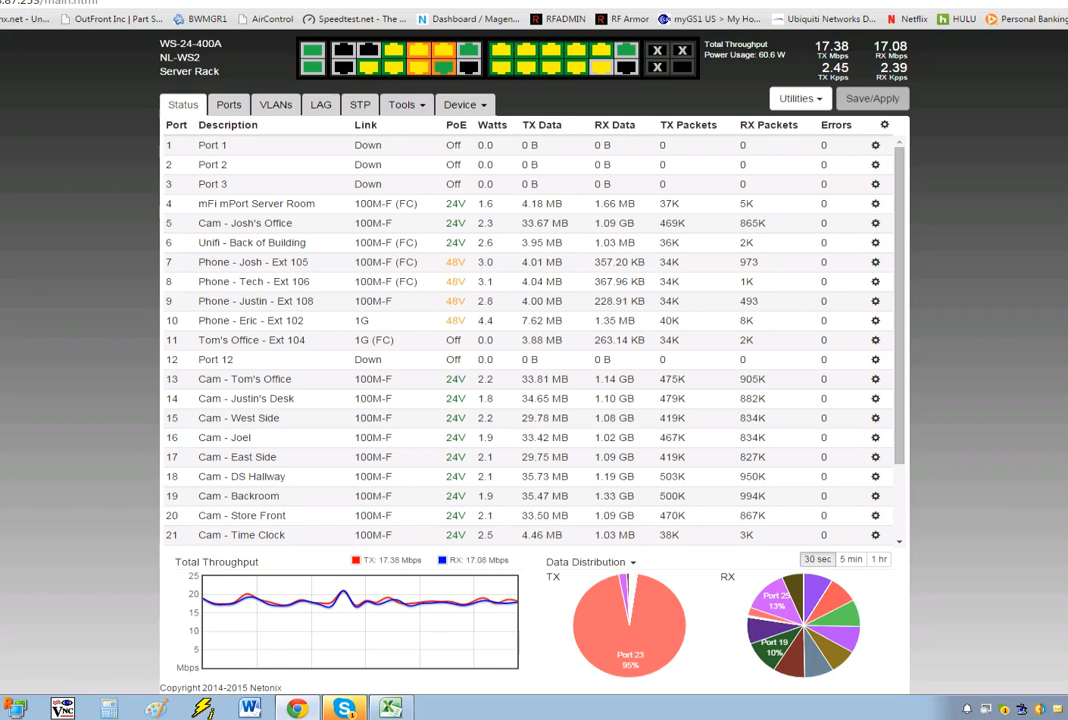 nx.net - Un...
OutFront Inc | Part S...
BWMGR1
AirControl
Speedtest.net - The ...
Dashboard / Magen...
RFADMIN
RF Armor
myGS1 US > My Ho...
Ubiquiti Networks D...
Netflix
HULU
Personal Banking
WS-24-400A
NL-WS2
Server Rack
X X
X
Total Throughput
Power Usage: 60.6 W
17.38 17.08
TX Mbps RX Mbps
2.45 2.39
TX Kpps RX Kpps
Status Ports VLANs LAG STP Tools Device Utilities Save/Apply
Port Description Link PoE Watts TX Data RX Data TX Packets RX Packets Errors
1 Port 1 Down Off 0.0 0 B 0 B 0 0 0
2 Port 2 Down Off 0.0 0 B 0 B 0 0 0
3 Port 3 Down Off 0.0 0 B 0 B 0 0 0
4 mFi mPort Server Room 100M-F (FC) 24V 1.6 4.18 MB 1.66 MB 37K 5K 0
5 Cam - Josh's Office 100M-F 24V 2.3 33.67 MB 1.09 GB 469K 865K 0
6 Unifi - Back of Building 100M-F (FC) 24V 2.6 3.95 MB 1.03 MB 36K 2K 0
7 Phone - Josh - Ext 105 100M-F (FC) 48V 3.0 4.01 MB 357.20 KB 34K 973 0
8 Phone - Tech - Ext 106 100M-F (FC) 48V 3.1 4.04 MB 367.96 KB 34K 1K 0
9 Phone - Justin - Ext 108 100M-F 48V 2.8 4.00 MB 228.91 KB 34K 493 0
10 Phone - Eric - Ext 102 1G 48V 4.4 7.62 MB 1.35 MB 40K 8K 0
11 Tom's Office - Ext 104 1G (FC) Off 0.0 3.88 MB 263.14 KB 34K 2K 0
12 Port 12 Down Off 0.0 0 B 0 B 0 0 0
13 Cam - Tom's Office 100M-F 24V 2.2 33.81 MB 1.14 GB 475K 905K 0
14 Cam - Justin's Desk 100M-F 24V 1.8 34.65 MB 1.10 GB 479K 882K 0
15 Cam - West Side 100M-F 24V 2.2 29.78 MB 1.08 GB 419K 834K 0
16 Cam - Joel 100M-F 24V 1.9 33.42 MB 1.02 GB 467K 834K 0
17 Cam - East Side 100M-F 24V 2.1 29.75 MB 1.09 GB 419K 827K 0
18 Cam - DS Hallway 100M-F 24V 2.1 35.73 MB 1.19 GB 503K 950K 0
19 Cam - Backroom 100M-F 24V 1.9 35.47 MB 1.33 GB 500K 994K 0
20 Cam - Store Front 100M-F 24V 2.1 33.50 MB 1.09 GB 470K 867K 0
21 Cam - Time Clock 100M-F 24V 2.5 4.46 MB 1.03 MB 38K 3K 0
Total Throughput TX: 17.38 Mbps RX: 17.08 Mbps
25
20
15
10
5
Mbps
Data Distribution 30 sec 5 min 1 hr
TX
Port 23
95%
RX
13%
Port 19
10%
Copyright 2014-2015 Netonix